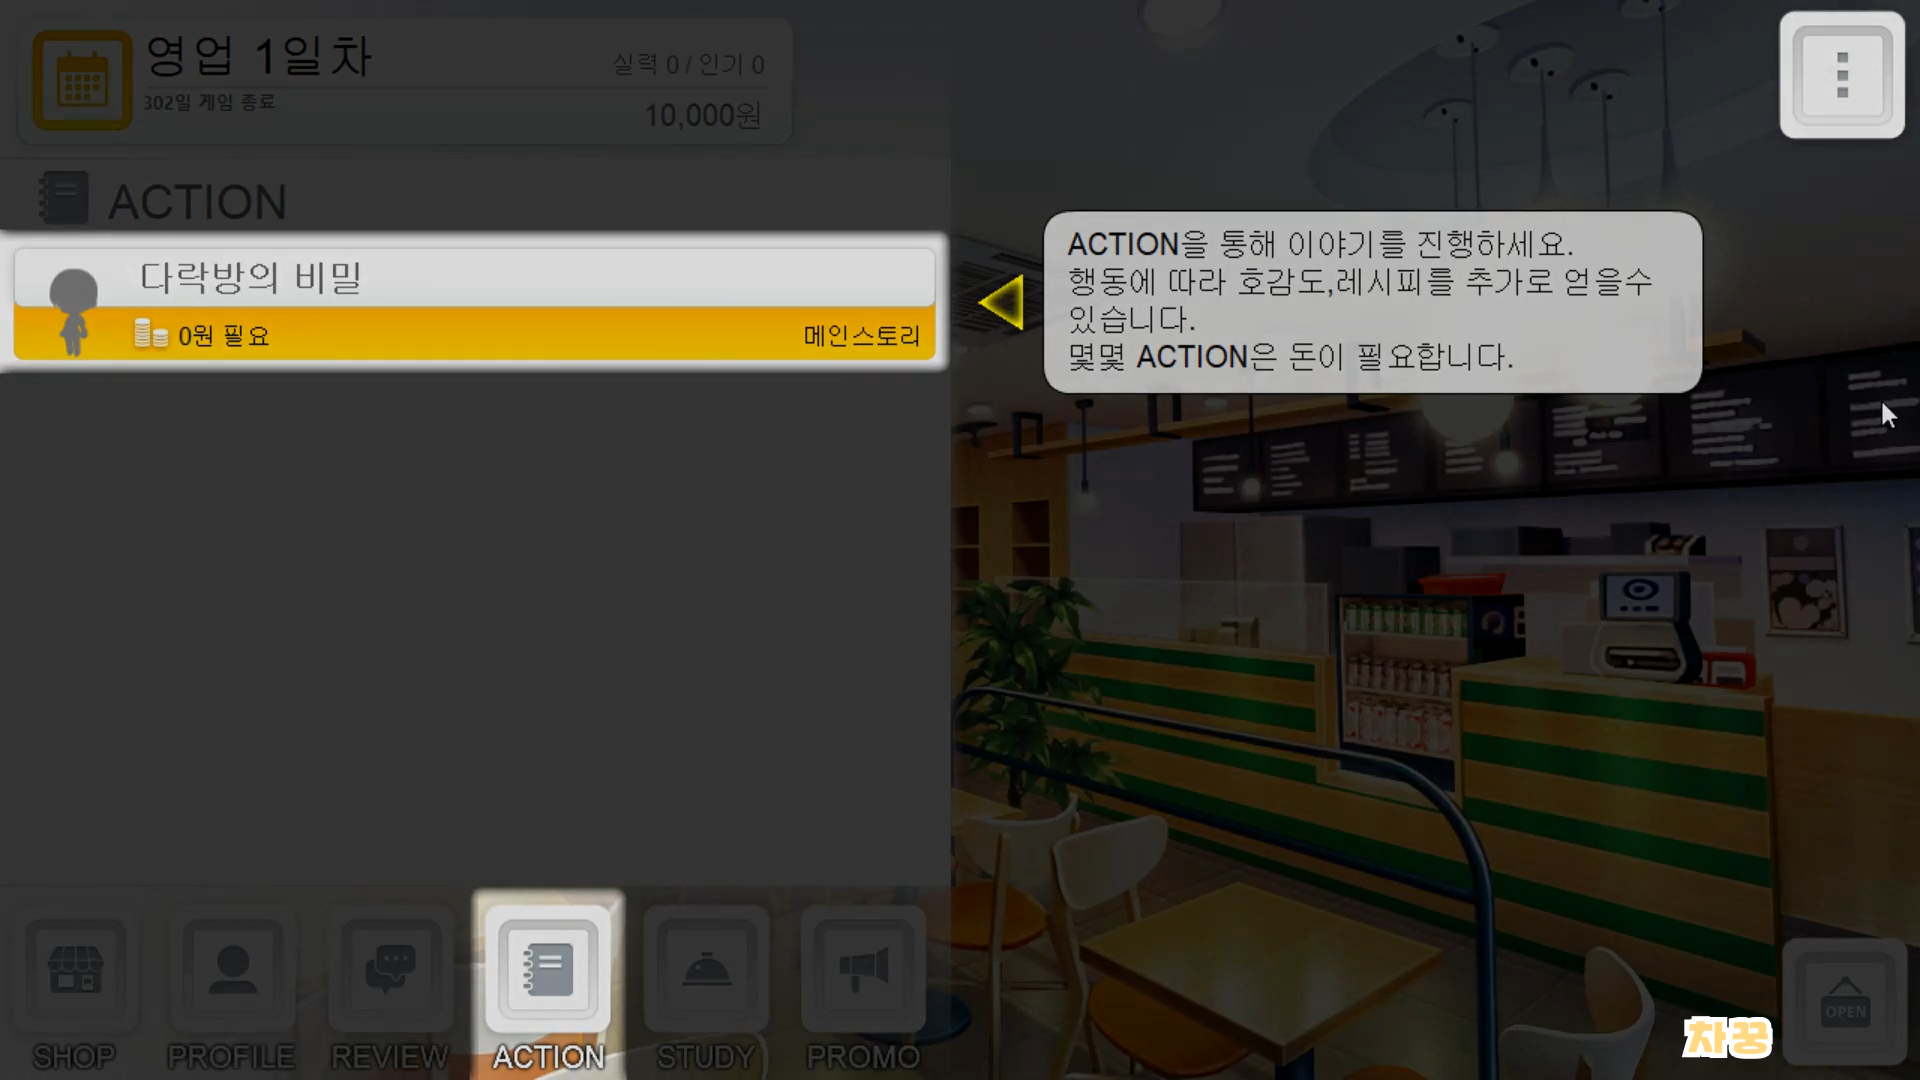 영업 1일차
실력 0 / 인기 0
302일 게임 종료
10,000원
ACTION
다락방의 비밀
0원 필요
메인스토리
ACTION을 통해 이야기를 진행하세요.
행동에 따라 호감도,레시피를 추가로 얻을수
있습니다.
몇몇 ACTION은 돈이 필요합니다.
SHOP
PROFILE
REVIEW
ACTION
STUDY
PROMO
OPEN
차꿍